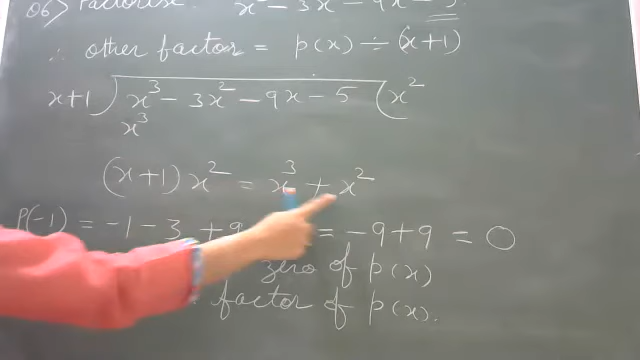 Q6) Factorise: x³ - 3x² - 9x - 5.
∴ other factor = p(x) ÷ (x+1)
x+1 ) x³ - 3x² - 9x - 5 ( x²
x³
(x+1) x² = x³ + x²
P(-1) = -1 - 3 + 9 = -9 + 9 = 0
zero of p(x)
factor of p(x).